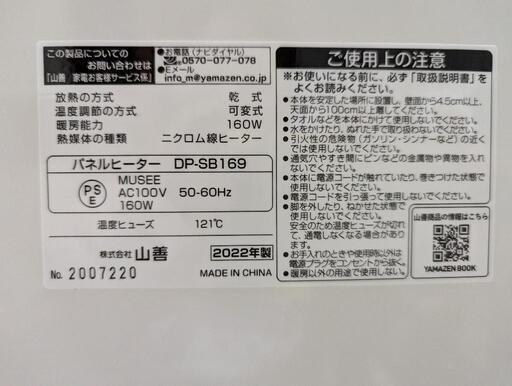 この製品についての
お問い合わせは
「山善 家電お客様サービス係」
●お電話(ナビダイヤル)
☎0570-077-078
●Eメール
info_m@yamazen.co.jp
放熱の方式 乾式
温度調節の方式 可変式
暖房能力 160W
熱媒体の種類 ニクロム線ヒーター
パネルヒーター DP-SB169
PS
E
MUSEE
AC100V 50-60Hz
160W
温度ヒューズ 121℃
株式会社 山善 2022年製
No. 2007220 MADE IN CHINA
ご使用上の注意
※お使いになる前に、必ず「取扱説明書」を
よくお読みください。
●本体を安定した場所に設置し、壁面から4.5cm以上、
天面から100cm以上離してください。
●タオルなどを本体にかけて使用しないでください。
●水をかけたり、ぬれた手で取り扱わないでください。
●引火性の危険物(ガソリン・シンナーなど)の近く
で使用しないでください。
●通気穴やすき間にピンなどの金属物や異物を入れ
ないでください。
●本体に電源コードが触れた状態で使用しないで
ください。
●電源コードを引っ張って使用しないでください。
●脚を外したり、ねかせた状態で
使用しないでください。
安全のため温度ヒューズが切れ
て、通電しなくなる場合があり
ます。
●お手入れのときや使用時以外は
電源プラグをコンセントから抜い
てください。
●暖房以外の用途で使用しないでください。
山善商品の情報はこちら
YAMAZEN BOOK